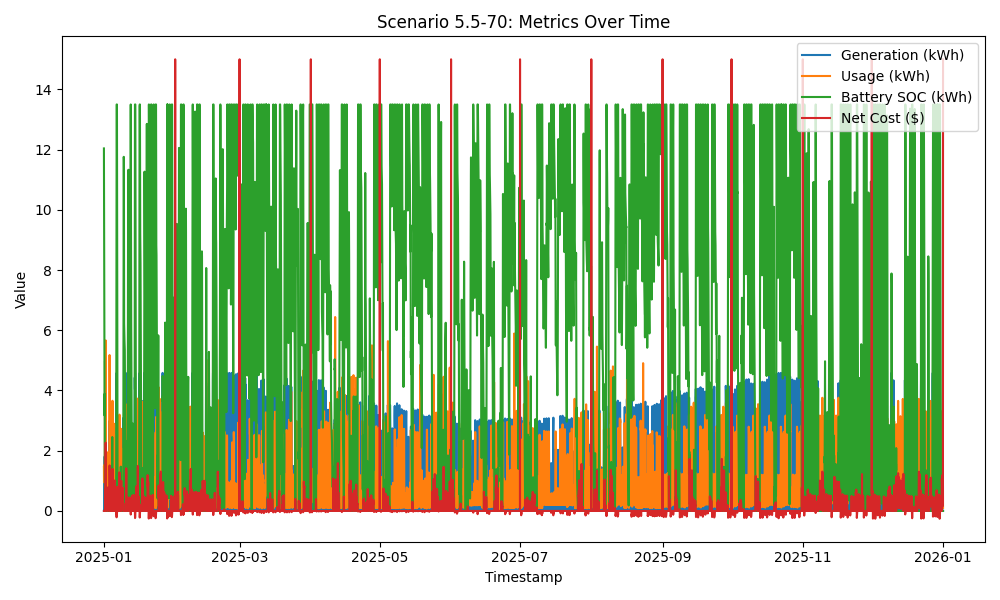 Scenario 5.5-70: Metrics Over Time
Generation (kWh)
Usage (kWh)
Battery SOC (kWh)
Net Cost ($)
Value
14
12
10
8
6
4
2
0
2025-01
2025-03
2025-05
2025-07
2025-09
2025-11
2026-01
Timestamp